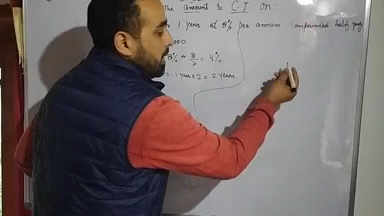 The amount & C.I on
1 year at 8% per annum compounded half yearly
000
8% = 8/2 = 4%
= 1 year × 2 = 2 years